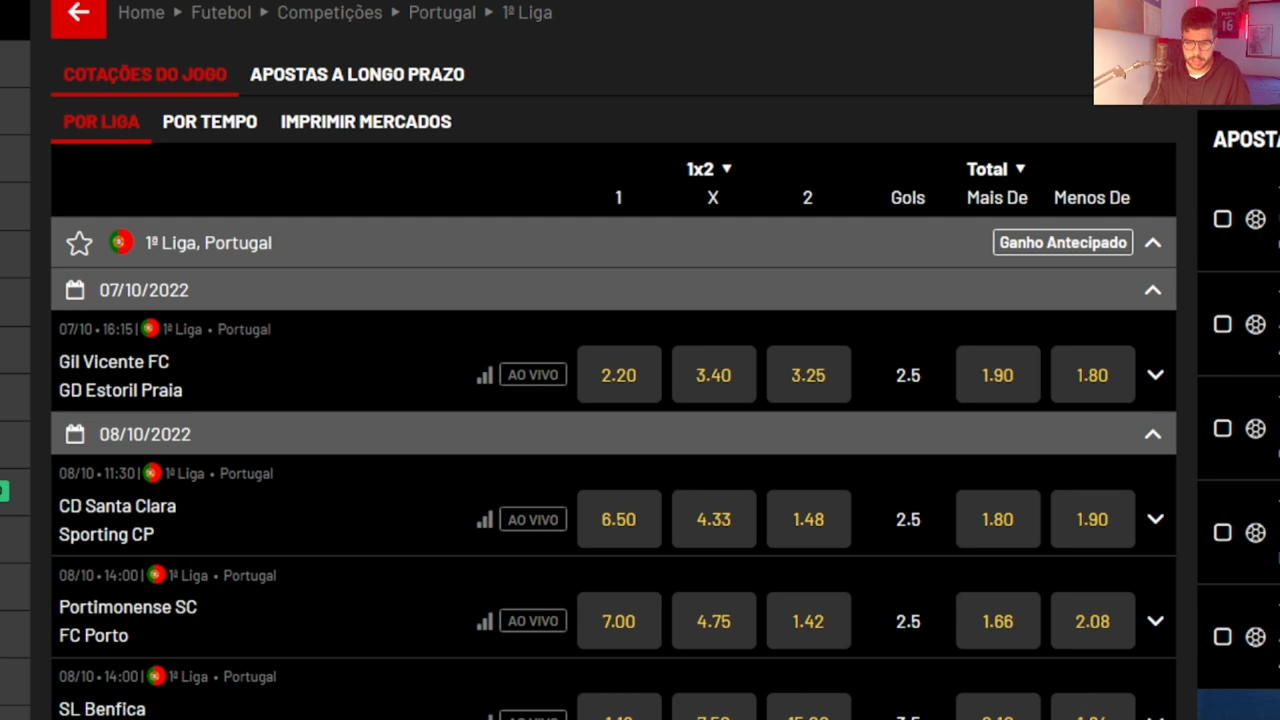 Home ▸ Futebol ▸ Competições ▸ Portugal ▸ 1ª Liga
COTAÇÕES DO JOGO APOSTAS A LONGO PRAZO
POR LIGA POR TEMPO IMPRIMIR MERCADOS
1x2 ▼ Total ▼
1 X 2 Gols Mais De Menos De
1ª Liga, Portugal Ganho Antecipado
07/10/2022
07/10 • 16:15 | 1ª Liga • Portugal
Gil Vicente FC
GD Estoril Praia
AO VIVO 2.20 3.40 3.25 2.5 1.90 1.80
08/10/2022
08/10 • 11:30 | 1ª Liga • Portugal
CD Santa Clara
Sporting CP
AO VIVO 6.50 4.33 1.48 2.5 1.80 1.90
08/10 • 14:00 | 1ª Liga • Portugal
Portimonense SC
FC Porto
AO VIVO 7.00 4.75 1.42 2.5 1.66 2.08
08/10 • 14:00 | 1ª Liga • Portugal
SL Benfica
APOSTA
16